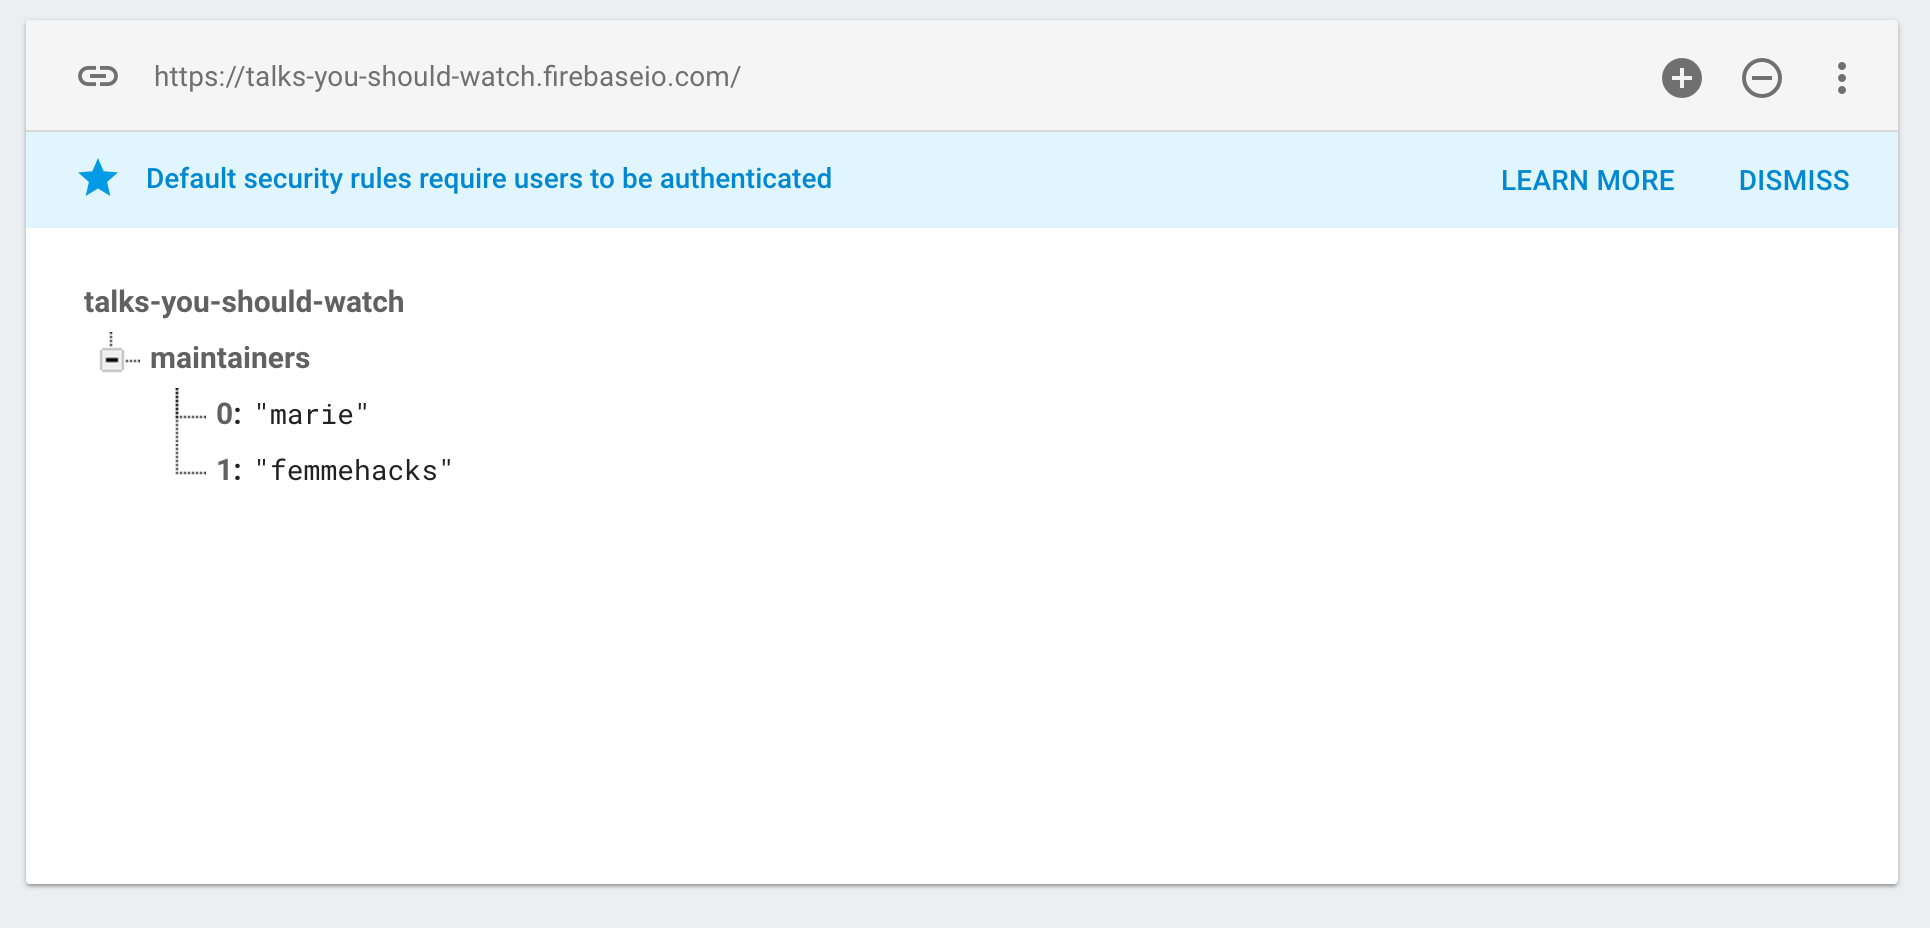 https://talks-you-should-watch.firebaseio.com/
Default security rules require users to be authenticated LEARN MORE DISMISS
talks-you-should-watch
maintainers
0: "marie"
1: "femmehacks"